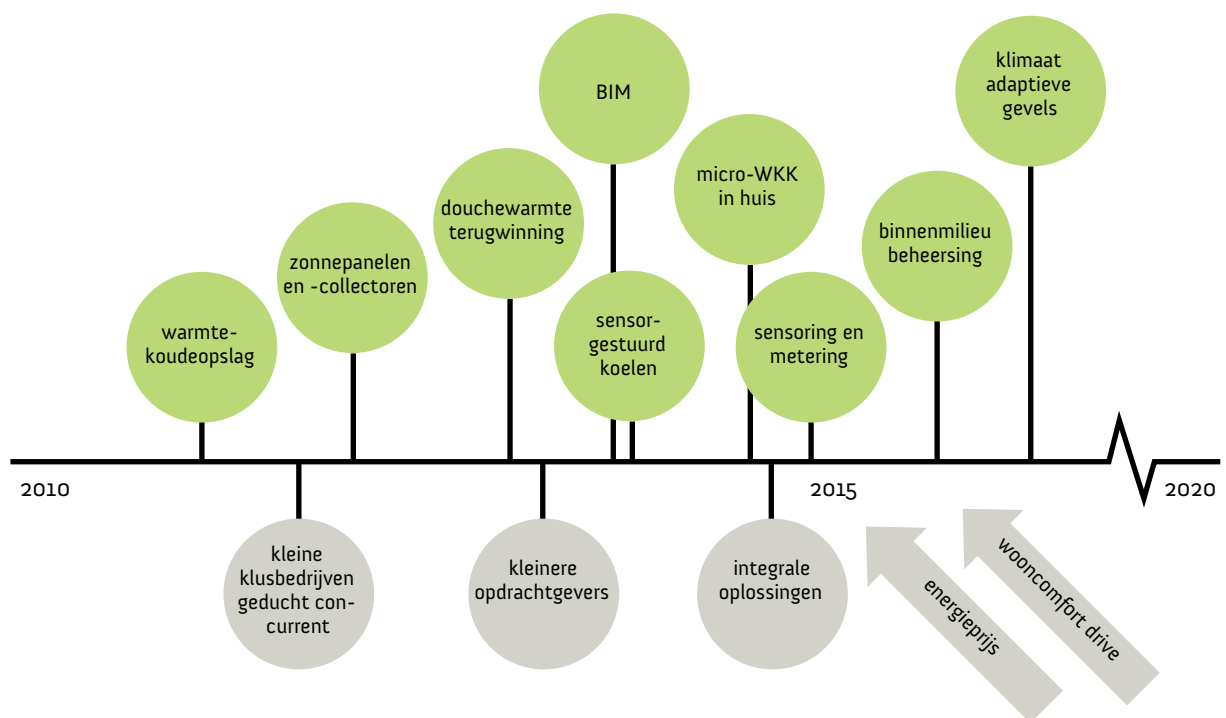 warmte-
koudeopslag
zonnepanelen
en -collectoren
douchewarmte
terugwinning
BIM
sensor-
gestuurd
koelen
micro-WKK
in huis
sensoring en
metering
binnenmilieu
beheersing
klimaat
adaptieve
gevels
2010
2015
2020
kleine
klusbedrijven
geducht con-
current
kleinere
opdrachtgevers
integrale
oplossingen
energieprijs
wooncomfort drive